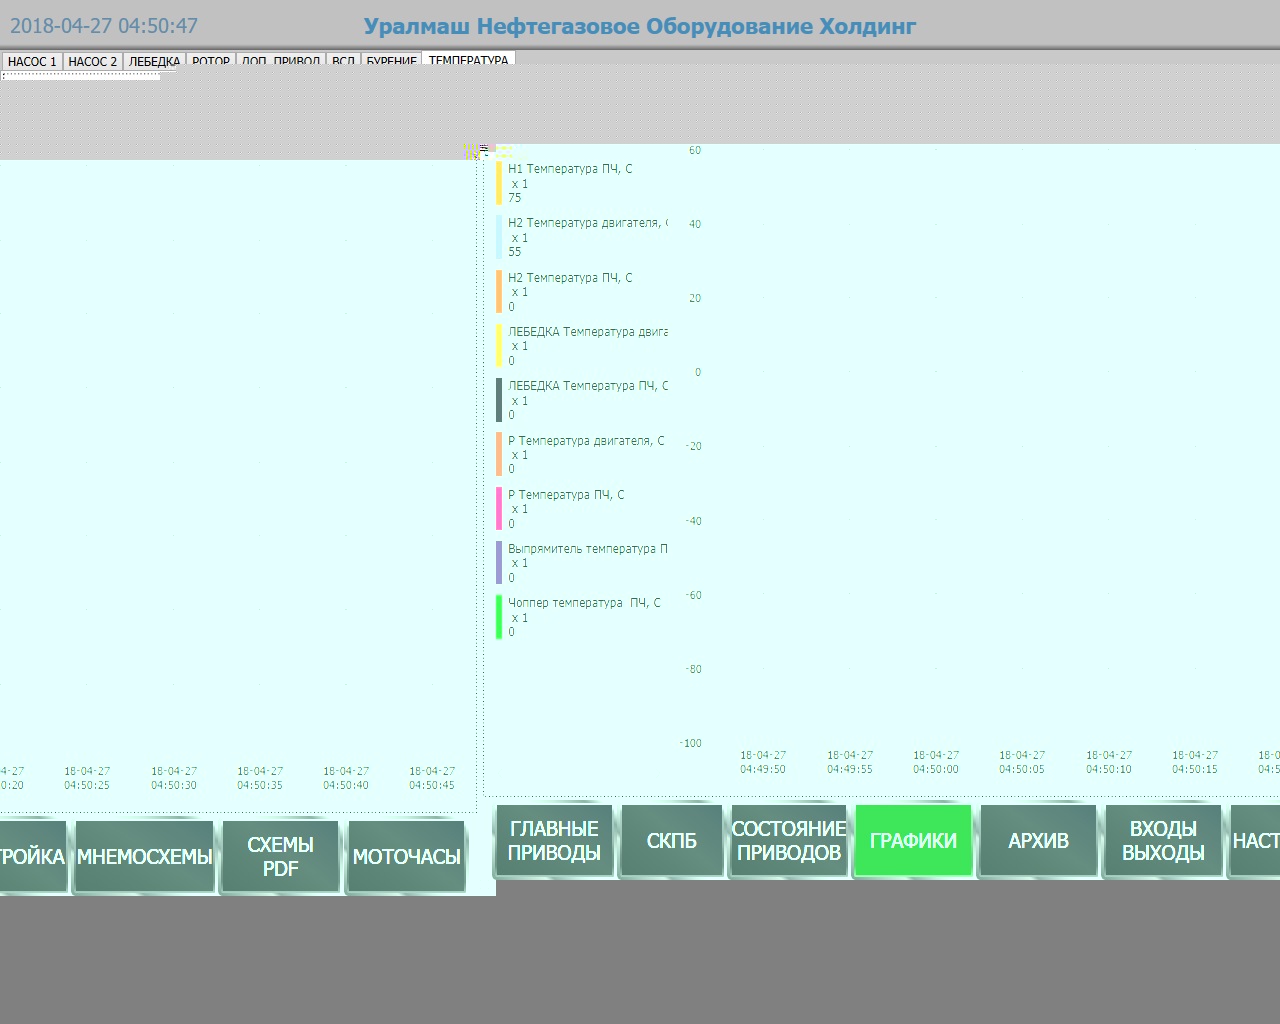 2018-04-27 04:50:47
Уралмаш Нефтегазовое Оборудование Холдинг
НАСОС 1 НАСОС 2 ЛЕБЕДКА РОТОР ДОП. ПРИВОД ВСП БУРЕНИЕ ТЕМПЕРАТУРА
Н1 Температура ПЧ, С
x 1
75
Н2 Температура двигателя, С
x 1
55
Н2 Температура ПЧ, С
x 1
0
ЛЕБЕДКА Температура двига
x 1
0
ЛЕБЕДКА Температура ПЧ, С
x 1
0
Р Температура двигателя, С
x 1
0
Р Температура ПЧ, С
x 1
0
Выпрямитель температура П
x 1
0
Чоппер температура ПЧ, С
x 1
0
60
40
20
0
-20
-40
-60
-80
-100
18-04-27 18-04-27 18-04-27 18-04-27 18-04-27 18-04-27 18-0
04:49:50 04:49:55 04:50:00 04:50:05 04:50:10 04:50:15 04:5
4-27 18-04-27 18-04-27 18-04-27 18-04-27 18-04-27
0:20 04:50:25 04:50:30 04:50:35 04:50:40 04:50:45
ГЛАВНЫЕ
ПРИВОДЫ
СКПБ
СОСТОЯНИЕ
ПРИВОДОВ
ГРАФИКИ
АРХИВ
ВХОДЫ
ВЫХОДЫ
НАСТ
РОЙКА
МНЕМОСХЕМЫ
СХЕМЫ
PDF
МОТОЧАСЫ